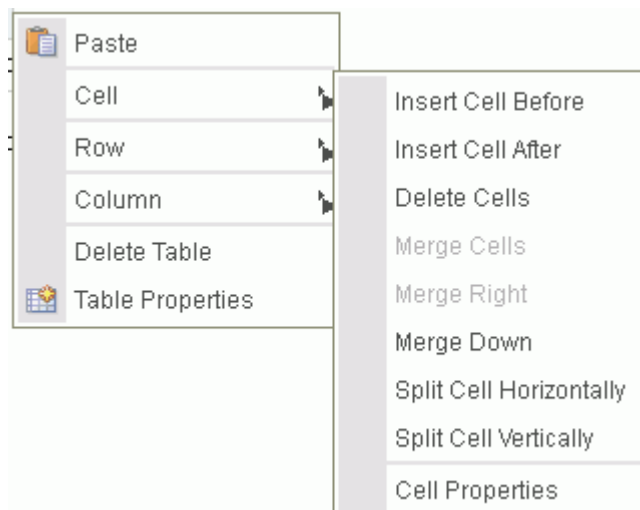 Paste
Cell
Row
Column
Delete Table
Table Properties
Insert Cell Before
Insert Cell After
Delete Cells
Merge Cells
Merge Right
Merge Down
Split Cell Horizontally
Split Cell Vertically
Cell Properties